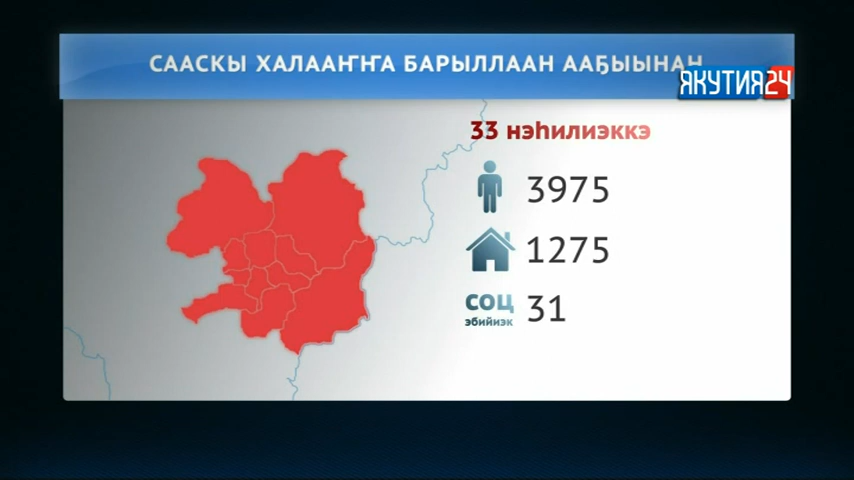 СААСКЫ ХАЛААҤҤА БАРЫЛЛААН ААҔЫЫНАН
ЯКУТИЯ24
33 нэһилиэккэ
3975
1275
СОЦ
эбийиэк
31